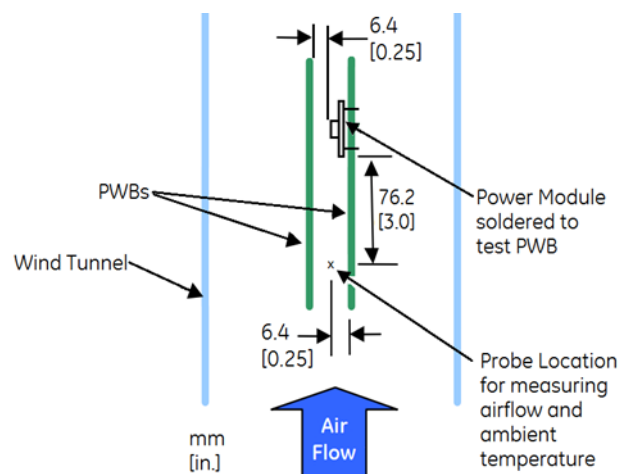 6.4
[0.25]
PWBs
76.2
[3.0]
Power Module
soldered to
test PWB
Wind Tunnel
x
6.4
[0.25]
Probe Location
for measuring
airflow and
ambient
temperature
Air
Flow
mm
[in.]